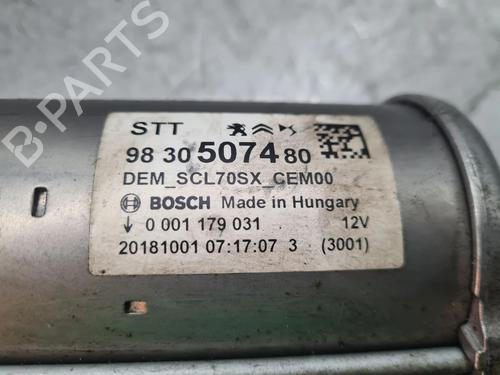 STT
98 30 5074 80
DEM_SCL70SX_CEM00
BOSCH Made in Hungary
↓ 0 001 179 031 12V
20181001 07:17:07 3 (3001)
B-PARTS